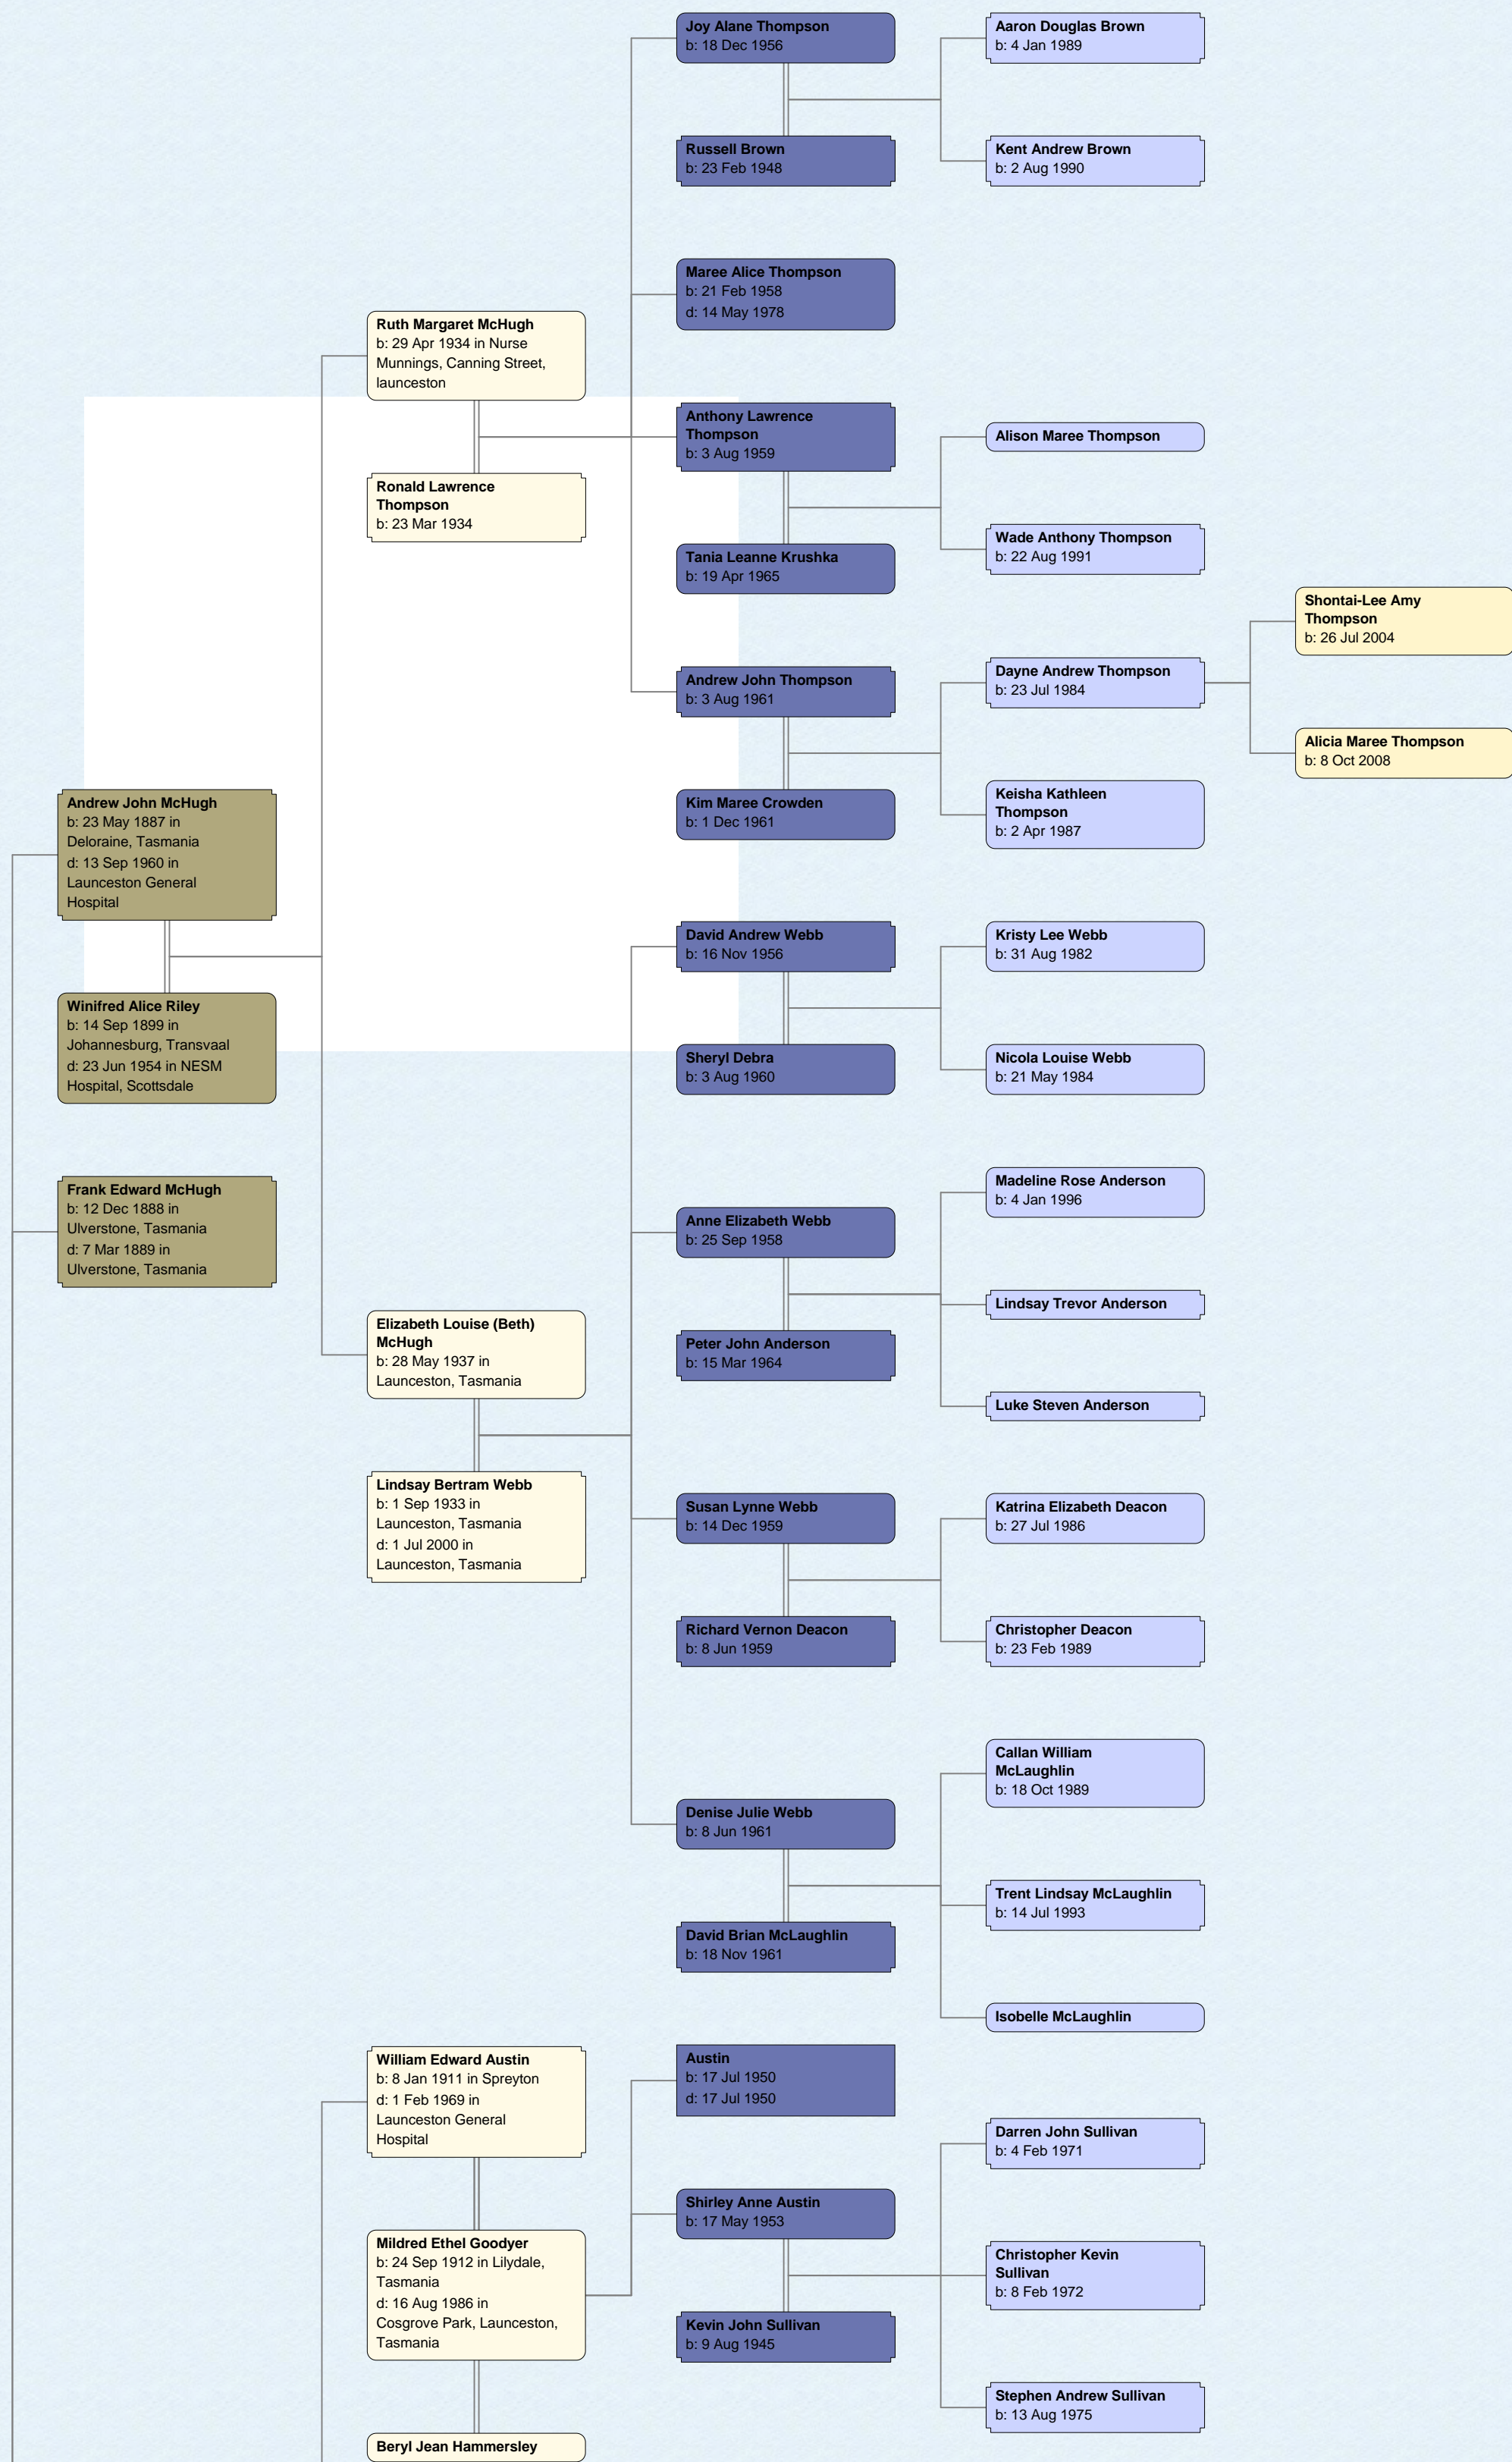 Joy Alane Thompson
b: 18 Dec 1956
Aaron Douglas Brown
b: 4 Jan 1989
Russell Brown
b: 23 Feb 1948
Kent Andrew Brown
b: 2 Aug 1990
Maree Alice Thompson
b: 21 Feb 1958
d: 14 May 1978
Ruth Margaret McHugh
b: 29 Apr 1934 in Nurse
Munnings, Canning Street,
launceston
Anthony Lawrence
Thompson
b: 3 Aug 1959
Alison Maree Thompson
Ronald Lawrence
Thompson
b: 23 Mar 1934
Wade Anthony Thompson
b: 22 Aug 1991
Tania Leanne Krushka
b: 19 Apr 1965
Shontai-Lee Amy
Thompson
b: 26 Jul 2004
Andrew John Thompson
b: 3 Aug 1961
Dayne Andrew Thompson
b: 23 Jul 1984
Alicia Maree Thompson
b: 8 Oct 2008
Andrew John McHugh
b: 23 May 1887 in
Deloraine, Tasmania
d: 13 Sep 1960 in
Launceston General
Hospital
Kim Maree Crowden
b: 1 Dec 1961
Keisha Kathleen
Thompson
b: 2 Apr 1987
David Andrew Webb
b: 16 Nov 1956
Kristy Lee Webb
b: 31 Aug 1982
Winifred Alice Riley
b: 14 Sep 1899 in
Johannesburg, Transvaal
d: 23 Jun 1954 in NESM
Hospital, Scottsdale
Sheryl Debra
b: 3 Aug 1960
Nicola Louise Webb
b: 21 May 1984
Frank Edward McHugh
b: 12 Dec 1888 in
Ulverstone, Tasmania
d: 7 Mar 1889 in
Ulverstone, Tasmania
Madeline Rose Anderson
b: 4 Jan 1996
Anne Elizabeth Webb
b: 25 Sep 1958
Lindsay Trevor Anderson
Elizabeth Louise (Beth)
McHugh
b: 28 May 1937 in
Launceston, Tasmania
Peter John Anderson
b: 15 Mar 1964
Luke Steven Anderson
Lindsay Bertram Webb
b: 1 Sep 1933 in
Launceston, Tasmania
d: 1 Jul 2000 in
Launceston, Tasmania
Susan Lynne Webb
b: 14 Dec 1959
Katrina Elizabeth Deacon
b: 27 Jul 1986
Richard Vernon Deacon
b: 8 Jun 1959
Christopher Deacon
b: 23 Feb 1989
Callan William
McLaughlin
b: 18 Oct 1989
Denise Julie Webb
b: 8 Jun 1961
Trent Lindsay McLaughlin
b: 14 Jul 1993
David Brian McLaughlin
b: 18 Nov 1961
Isobelle McLaughlin
William Edward Austin
b: 8 Jan 1911 in Spreyton
d: 1 Feb 1969 in
Launceston General
Hospital
Austin
b: 17 Jul 1950
d: 17 Jul 1950
Darren John Sullivan
b: 4 Feb 1971
Shirley Anne Austin
b: 17 May 1953
Mildred Ethel Goodyer
b: 24 Sep 1912 in Lilydale,
Tasmania
d: 16 Aug 1986 in
Cosgrove Park, Launceston,
Tasmania
Christopher Kevin
Sullivan
b: 8 Feb 1972
Kevin John Sullivan
b: 9 Aug 1945
Stephen Andrew Sullivan
b: 13 Aug 1975
Beryl Jean Hammersley